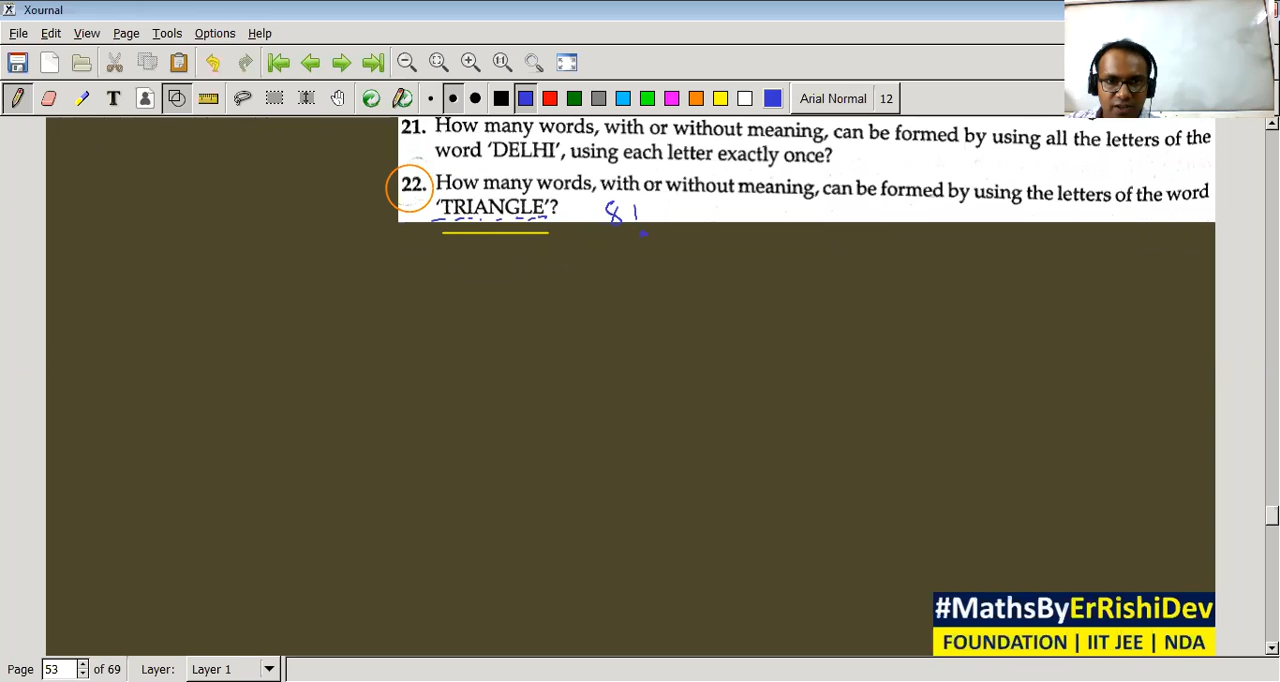 Xournal
File Edit View Page Tools Options Help
Arial Normal 12
21. How many words, with or without meaning, can be formed by using all the letters of the
word ‘DELHI’, using each letter exactly once?
22. How many words, with or without meaning, can be formed by using the letters of the word
‘TRIANGLE’? 8!
#MathsByErRishiDev
FOUNDATION | IIT JEE | NDA
Page 53 of 69 Layer: Layer 1